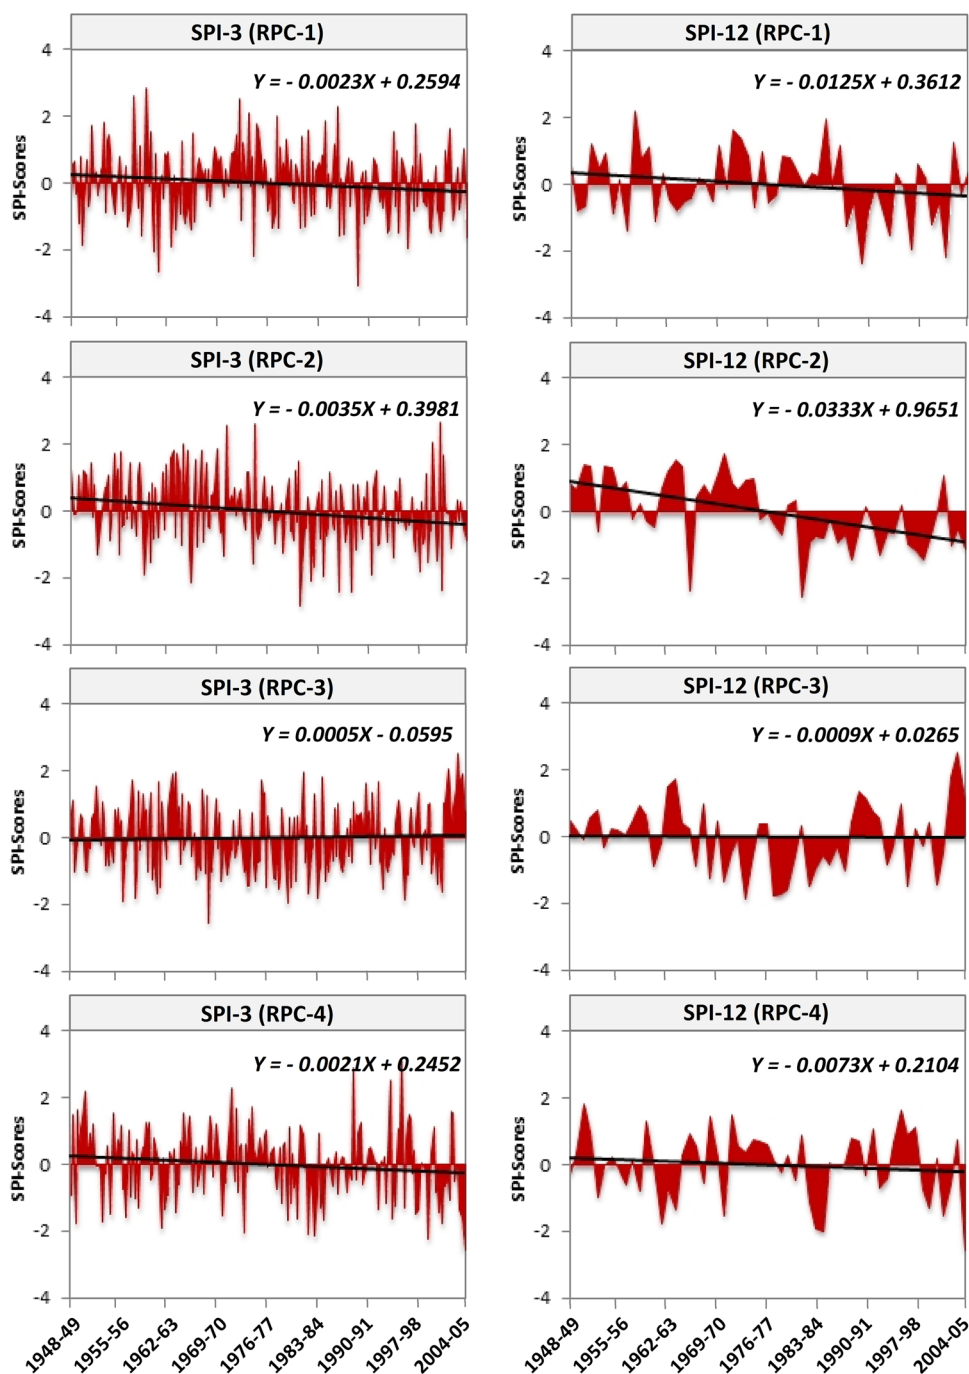 SPI-3 (RPC-1)
4
2
0
-2
-4
SPI-Scores
Y = - 0.0023X + 0.2594
SPI-12 (RPC-1)
4
2
0
-2
-4
SPI-Scores
Y = - 0.0125X + 0.3612
SPI-3 (RPC-2)
4
2
0
-2
-4
SPI-Scores
Y = - 0.0035X + 0.3981
SPI-12 (RPC-2)
4
2
0
-2
-4
SPI-Scores
Y = - 0.0333X + 0.9651
SPI-3 (RPC-3)
4
2
0
-2
-4
SPI-Scores
Y = 0.0005X - 0.0595
SPI-12 (RPC-3)
4
2
0
-2
-4
SPI-Scores
Y = - 0.0009X + 0.0265
SPI-3 (RPC-4)
4
2
0
-2
-4
SPI-Scores
Y = - 0.0021X + 0.2452
SPI-12 (RPC-4)
4
2
0
-2
-4
SPI-Scores
Y = - 0.0073X + 0.2104
1948-49
1955-56
1962-63
1969-70
1976-77
1983-84
1990-91
1997-98
2004-05
1948-49
1955-56
1962-63
1969-70
1976-77
1983-84
1990-91
1997-98
2004-05